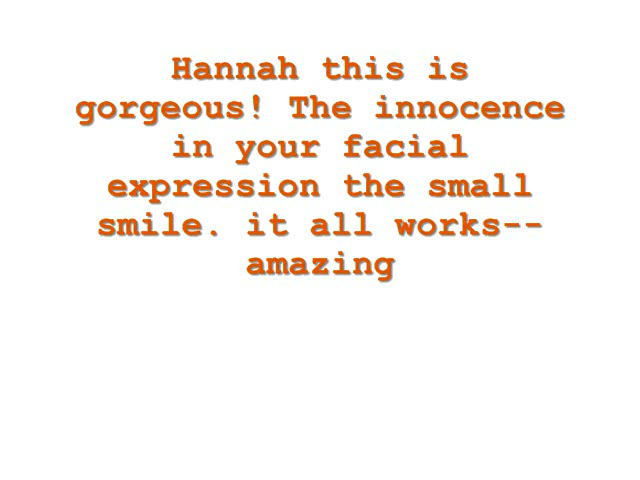 Hannah this is
gorgeous! The innocence
in your facial
expression the small
smile. it all works--
amazing